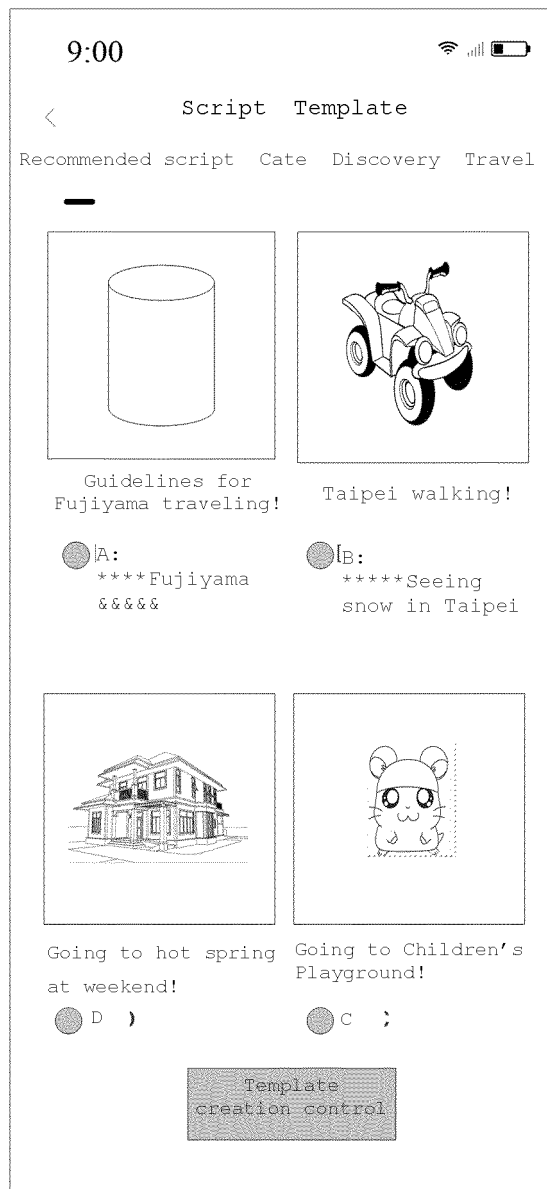 9:00
Script Template
Recommended script Cate Discovery Travel
Guidelines for
Fujiyama traveling!
Taipei walking!
A:
****Fujiyama
&&&&&
B:
*****Seeing
snow in Taipei
Going to hot spring
at weekend!
Going to Children's
Playground!
D )
C ;
Template
creation control